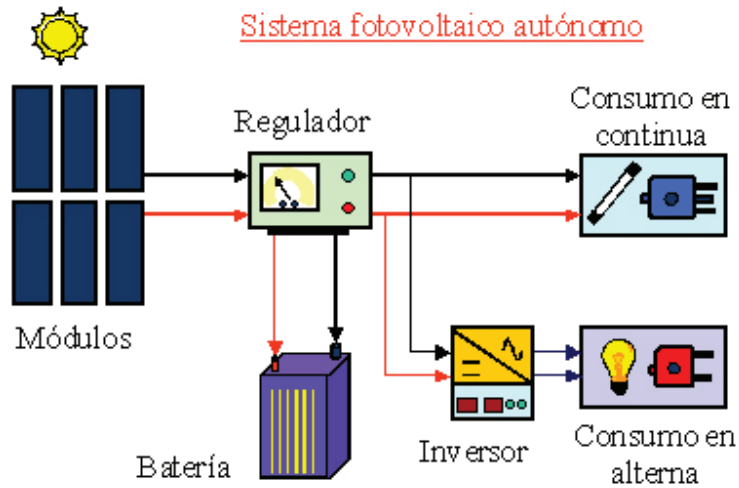 Sistema fotovoltaico autónomo
Regulador
Consumo en
continua
Módulos
Batería
Inversor
Consumo en
alterna